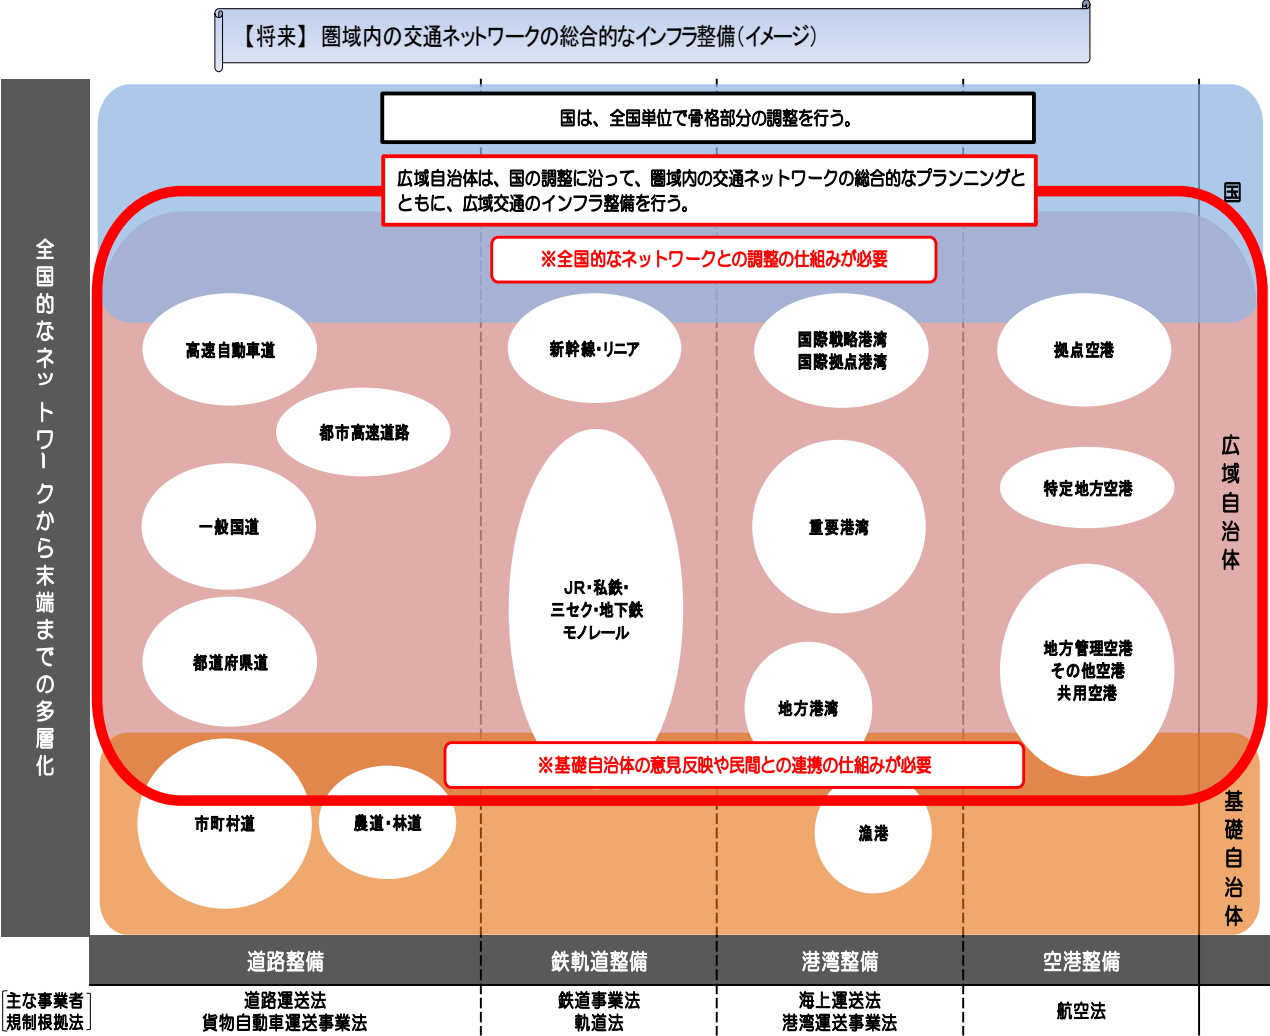 【将来】 圏域内の交通ネットワークの総合的なインフラ整備(イメージ)
国は、全国単位で骨格部分の調整を行う。
広域自治体は、国の調整に沿って、圏域内の交通ネットワークの総合的なプランニングと
ともに、広域交通のインフラ整備を行う。
※全国的なネットワークとの調整の仕組みが必要
国
全国的なネットワークから末端までの多層化
高速自動車道
新幹線・リニア
国際戦略港湾
国際拠点港湾
拠点空港
都市高速道路
広域自治体
特定地方空港
一般国道
重要港湾
JR・私鉄・
三セク・地下鉄
モノレール
都道府県道
地方管理空港
その他空港
共用空港
地方港湾
※基礎自治体の意見反映や民間との連携の仕組みが必要
市町村道
農道・林道
漁港
基礎自治体
道路整備
鉄軌道整備
港湾整備
空港整備
主な事業者
規制根拠法
道路運送法
貨物自動車運送事業法
鉄道事業法
軌道法
海上運送法
港湾運送事業法
航空法